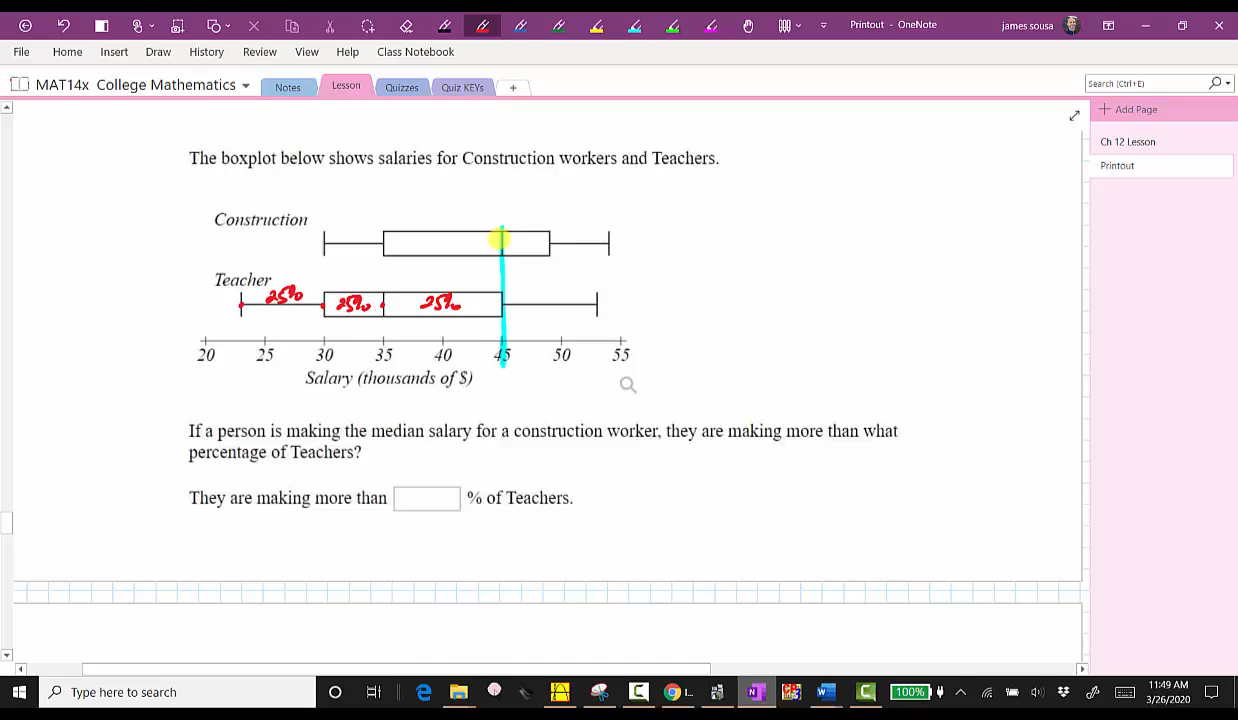 Printout - OneNote
james sousa
File Home Insert Draw History Review View Help Class Notebook
MAT14x College Mathematics
Notes Lesson Quizzes Quiz KEYs +
Search (Ctrl+E)
Add Page
Ch 12 Lesson
Printout
The boxplot below shows salaries for Construction workers and Teachers.
Construction
Teacher
25% 25% 25%
20 25 30 35 40 45 50 55
Salary (thousands of $)
If a person is making the median salary for a construction worker, they are making more than what
percentage of Teachers?
They are making more than % of Teachers.
Type here to search
100%
11:49 AM
3/26/2020